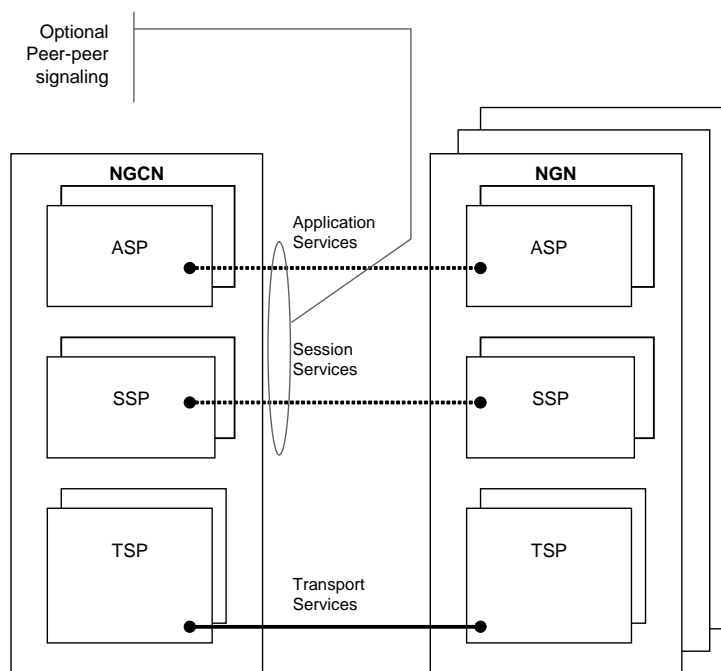 Optional
Peer-peer
signaling
NGCN
NGN
ASP
Application
Services
ASP
SSP
Session
Services
SSP
TSP
TSP
Transport
Services